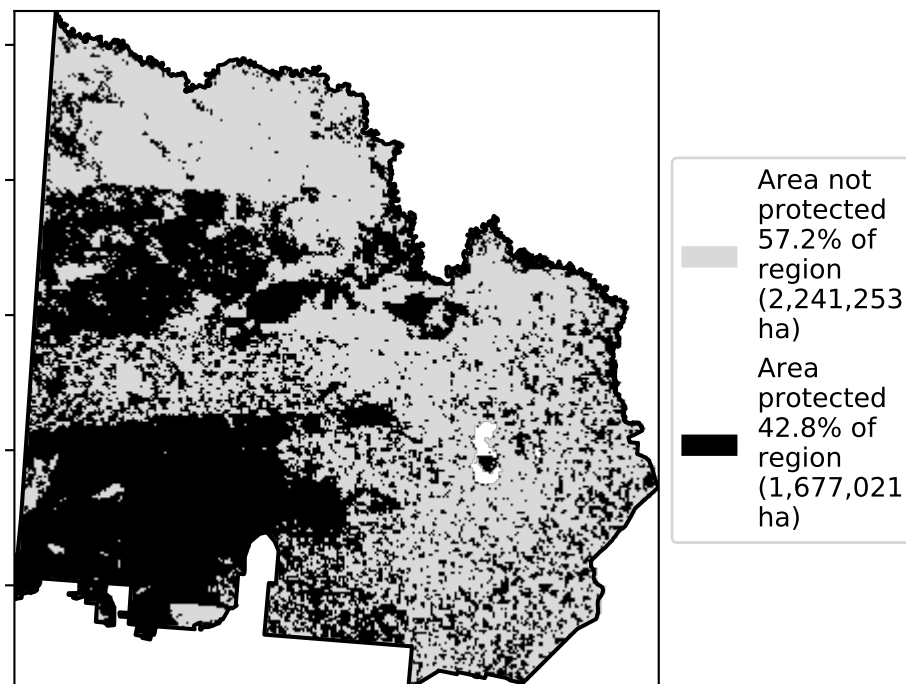 Area not
protected
57.2% of
region
(2,241,253
ha)
Area
protected
42.8% of
region
(1,677,021
ha)